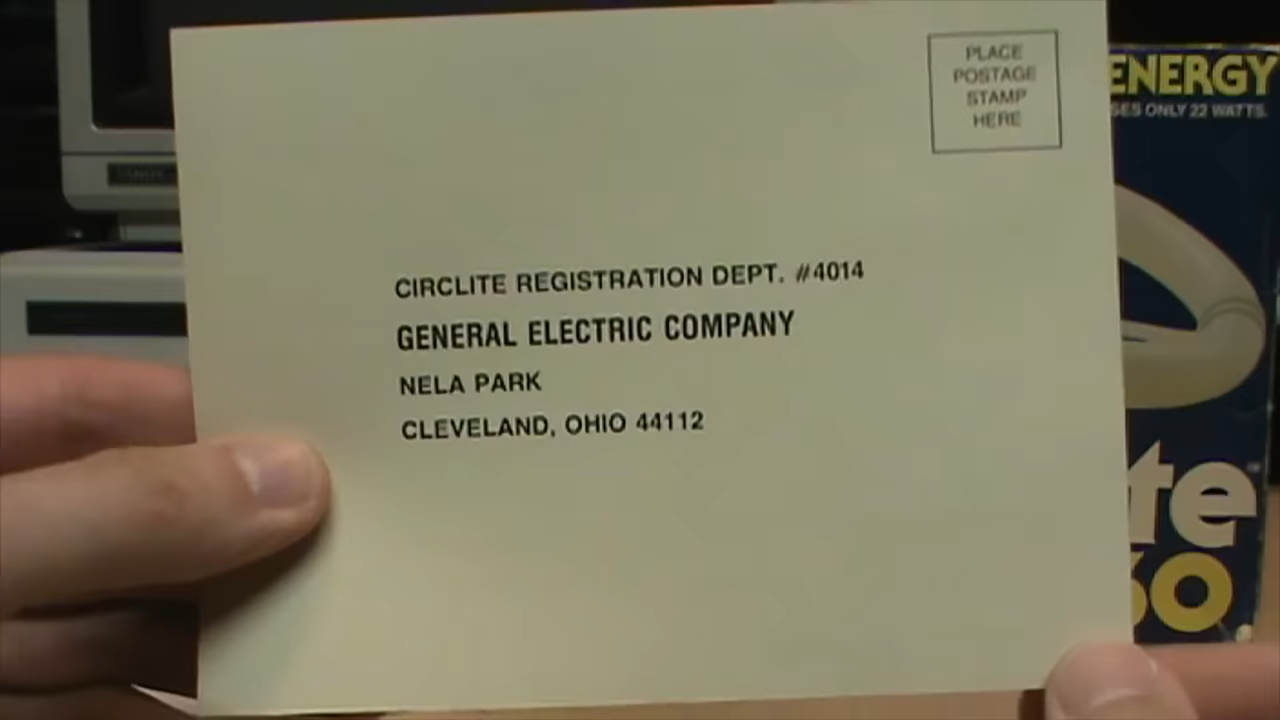 PLACE
POSTAGE
STAMP
HERE
CIRCLITE REGISTRATION DEPT. #4014
GENERAL ELECTRIC COMPANY
NELA PARK
CLEVELAND, OHIO 44112
ENERGY
ONLY 22 WATTS.